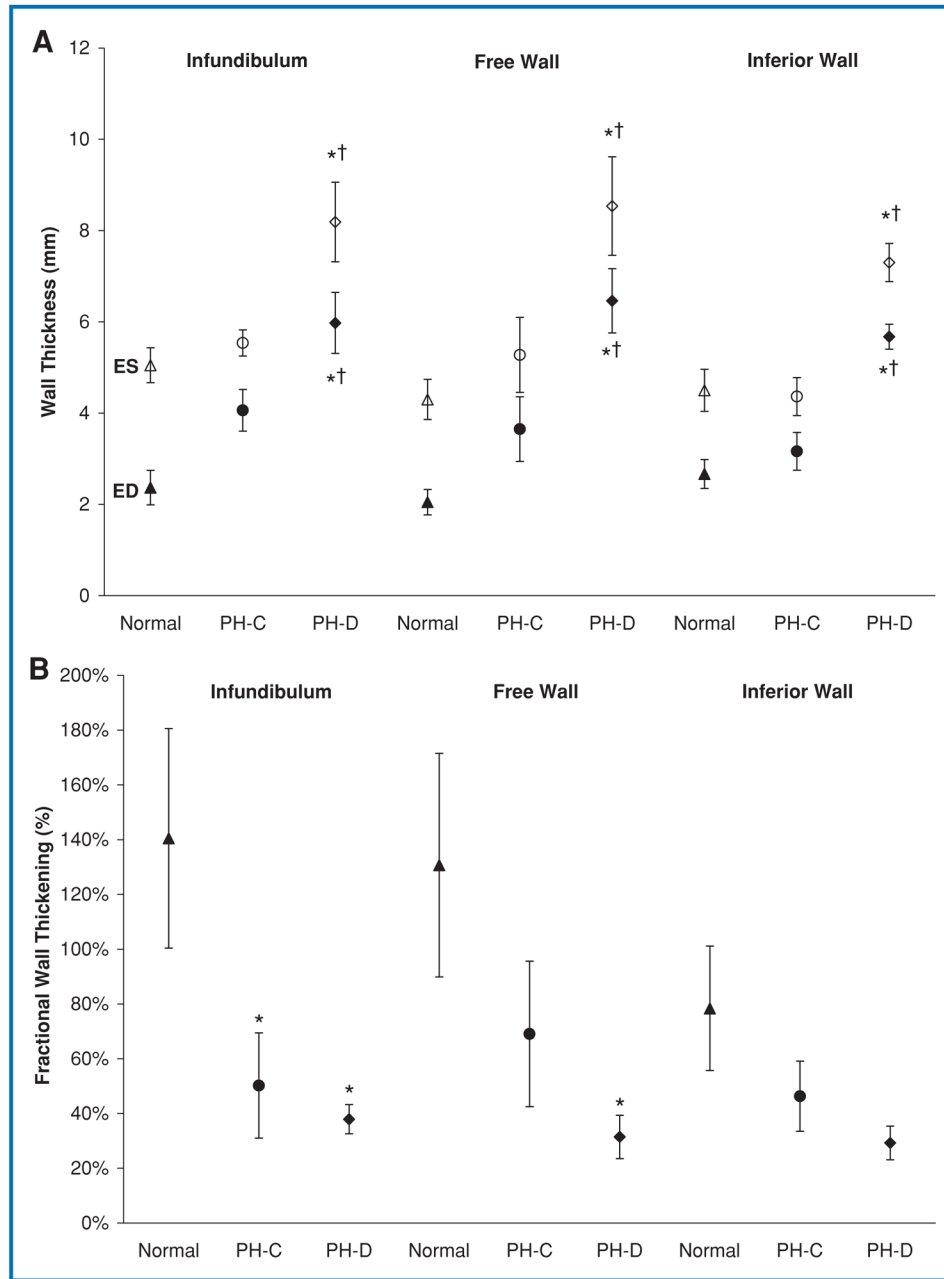 A
Infundibulum Free Wall Inferior Wall
Wall Thickness (mm)
12
10
8
6
4
2
0
*† *† *†
ES
*† *† *†
ED
Normal PH-C PH-D Normal PH-C PH-D Normal PH-C PH-D
B
Infundibulum Free Wall Inferior Wall
Fractional Wall Thickening (%)
200%
180%
160%
140%
120%
100%
80%
60%
40%
20%
0%
* * *
Normal PH-C PH-D Normal PH-C PH-D Normal PH-C PH-D